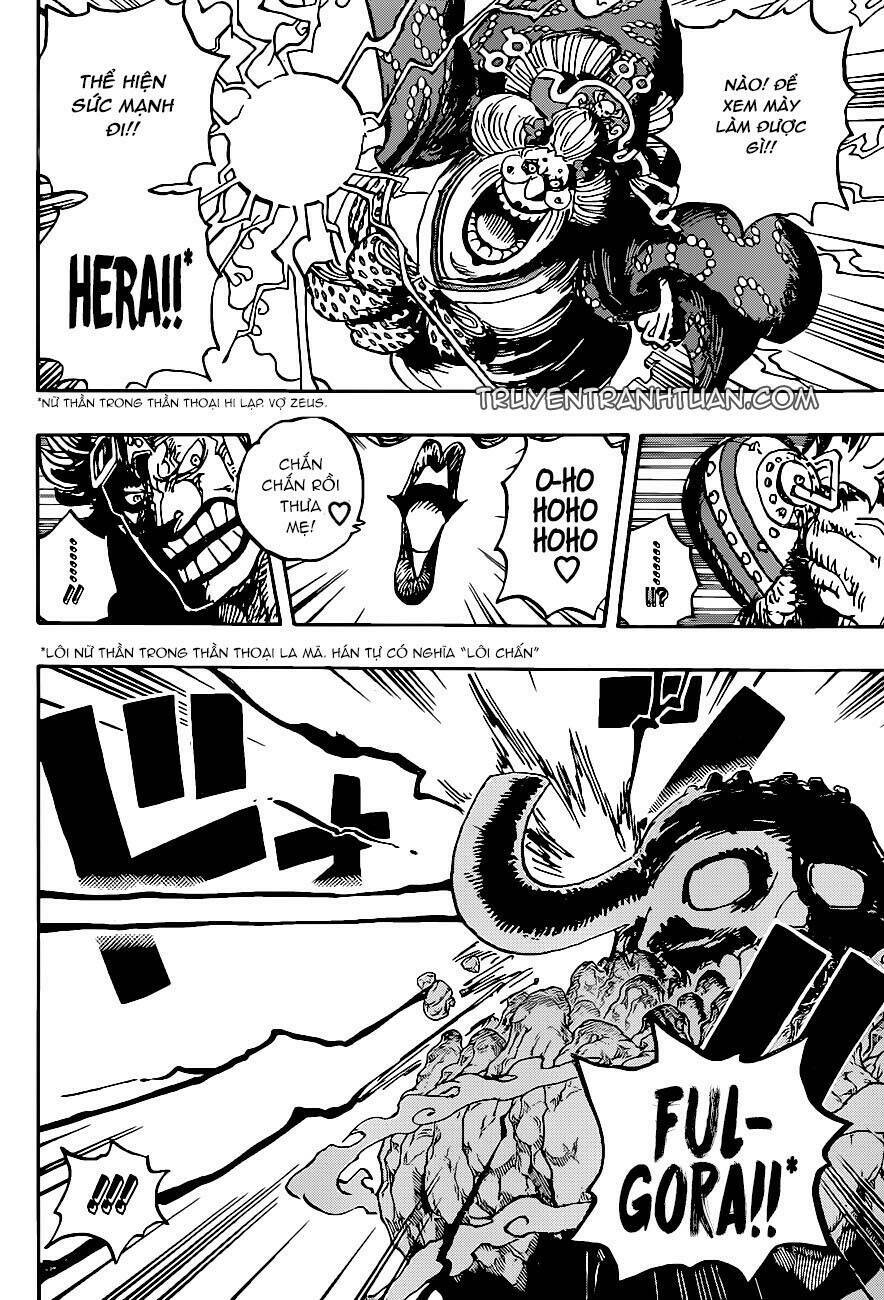 NÀO! ĐỂ
XEM MÀY
LÀM ĐƯỢC
GÌ!!
THỂ HIỆN
SỨC MẠNH
ĐI!!
HERA!!*
*NỮ THẦN TRONG THẦN THOẠI HI LẠP. VỢ ZEUS.
TRUYENTRANHTUAN.COM
......!!?
O-HO
HOHO
HOHO
♡
CHẮN
CHẮN RỒI
THƯA
MẸ! ♡
......!!
*LÔI NỮ THẦN TRONG THẦN THOẠI LA MÃ. HÁN TỰ CÓ NGHĨA "LÔI CHẤN"
FUL-
GORA!!*
!!!